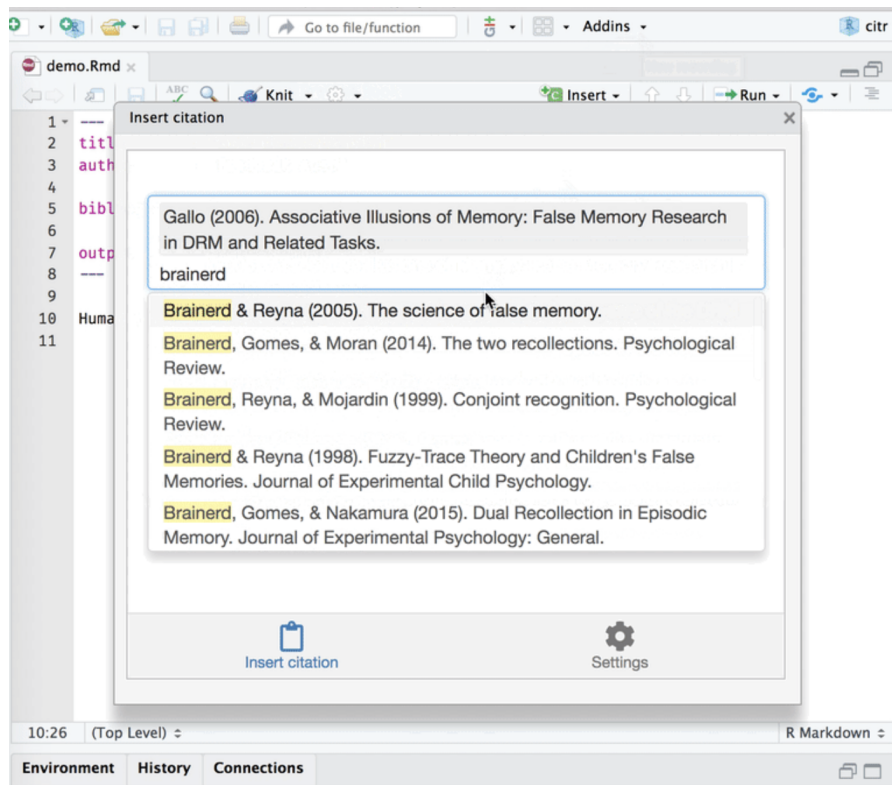 Go to file/function
Addins
citr
demo.Rmd
ABC
Knit
Insert
Run
Insert citation
1 ---
2 titl
3 auth
4
5 bibl
6
7 outp
8 ---
9
10 Huma
11
Gallo (2006). Associative Illusions of Memory: False Memory Research
in DRM and Related Tasks.
brainerd
Brainerd & Reyna (2005). The science of false memory.
Brainerd, Gomes, & Moran (2014). The two recollections. Psychological
Review.
Brainerd, Reyna, & Mojardin (1999). Conjoint recognition. Psychological
Review.
Brainerd & Reyna (1998). Fuzzy-Trace Theory and Children's False
Memories. Journal of Experimental Child Psychology.
Brainerd, Gomes, & Nakamura (2015). Dual Recollection in Episodic
Memory. Journal of Experimental Psychology: General.
Insert citation
Settings
10:26 (Top Level)
R Markdown
Environment History Connections